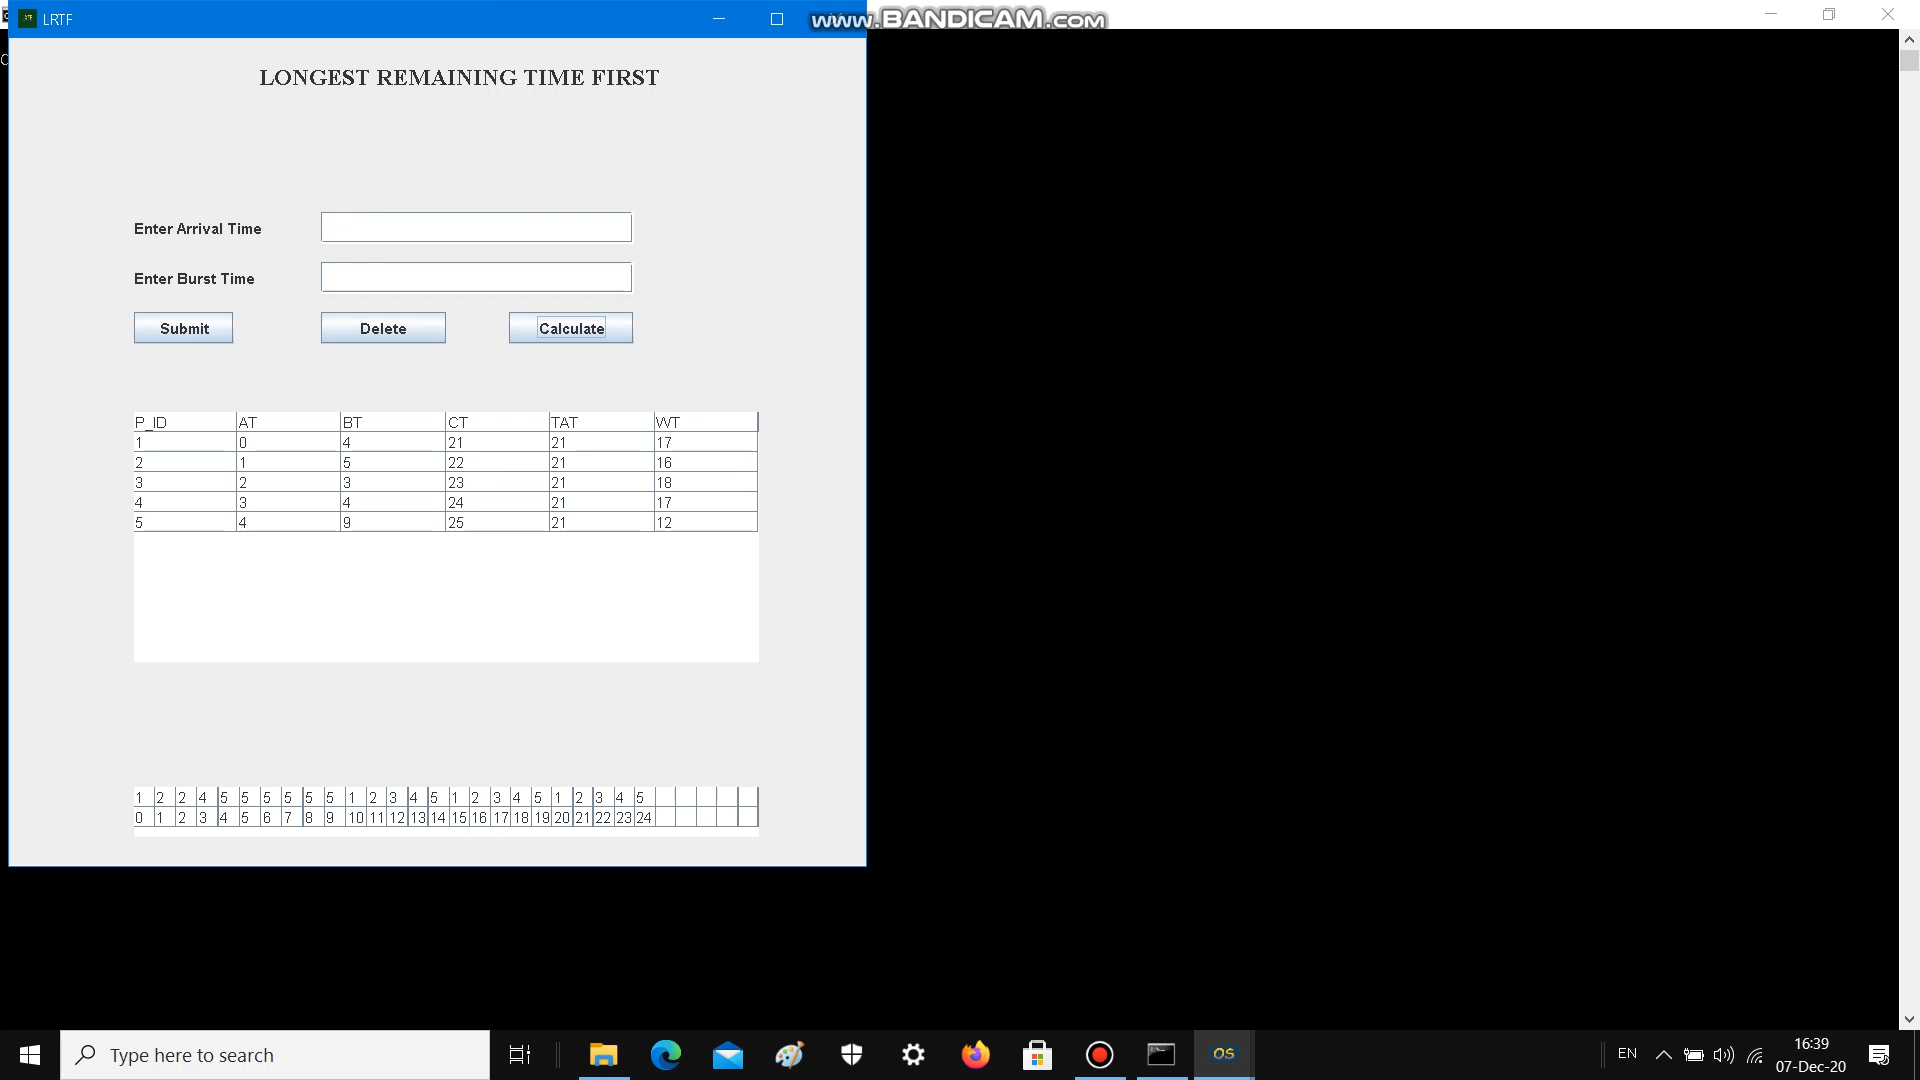 LRTF
www.BANDICAM.com
LONGEST REMAINING TIME FIRST
Enter Arrival Time
Enter Burst Time
Submit Delete Calculate
P_ID AT BT CT TAT WT
1 0 4 21 21 17
2 1 5 22 21 16
3 2 3 23 21 18
4 3 4 24 21 17
5 4 9 25 21 12
1 2 2 4 5 5 5 5 5 5 1 2 3 4 5 1 2 3 4 5 1 2 3 4 5
0 1 2 3 4 5 6 7 8 9 10 11 12 13 14 15 16 17 18 19 20 21 22 23 24
Type here to search
OS
EN
16:39
07-Dec-20